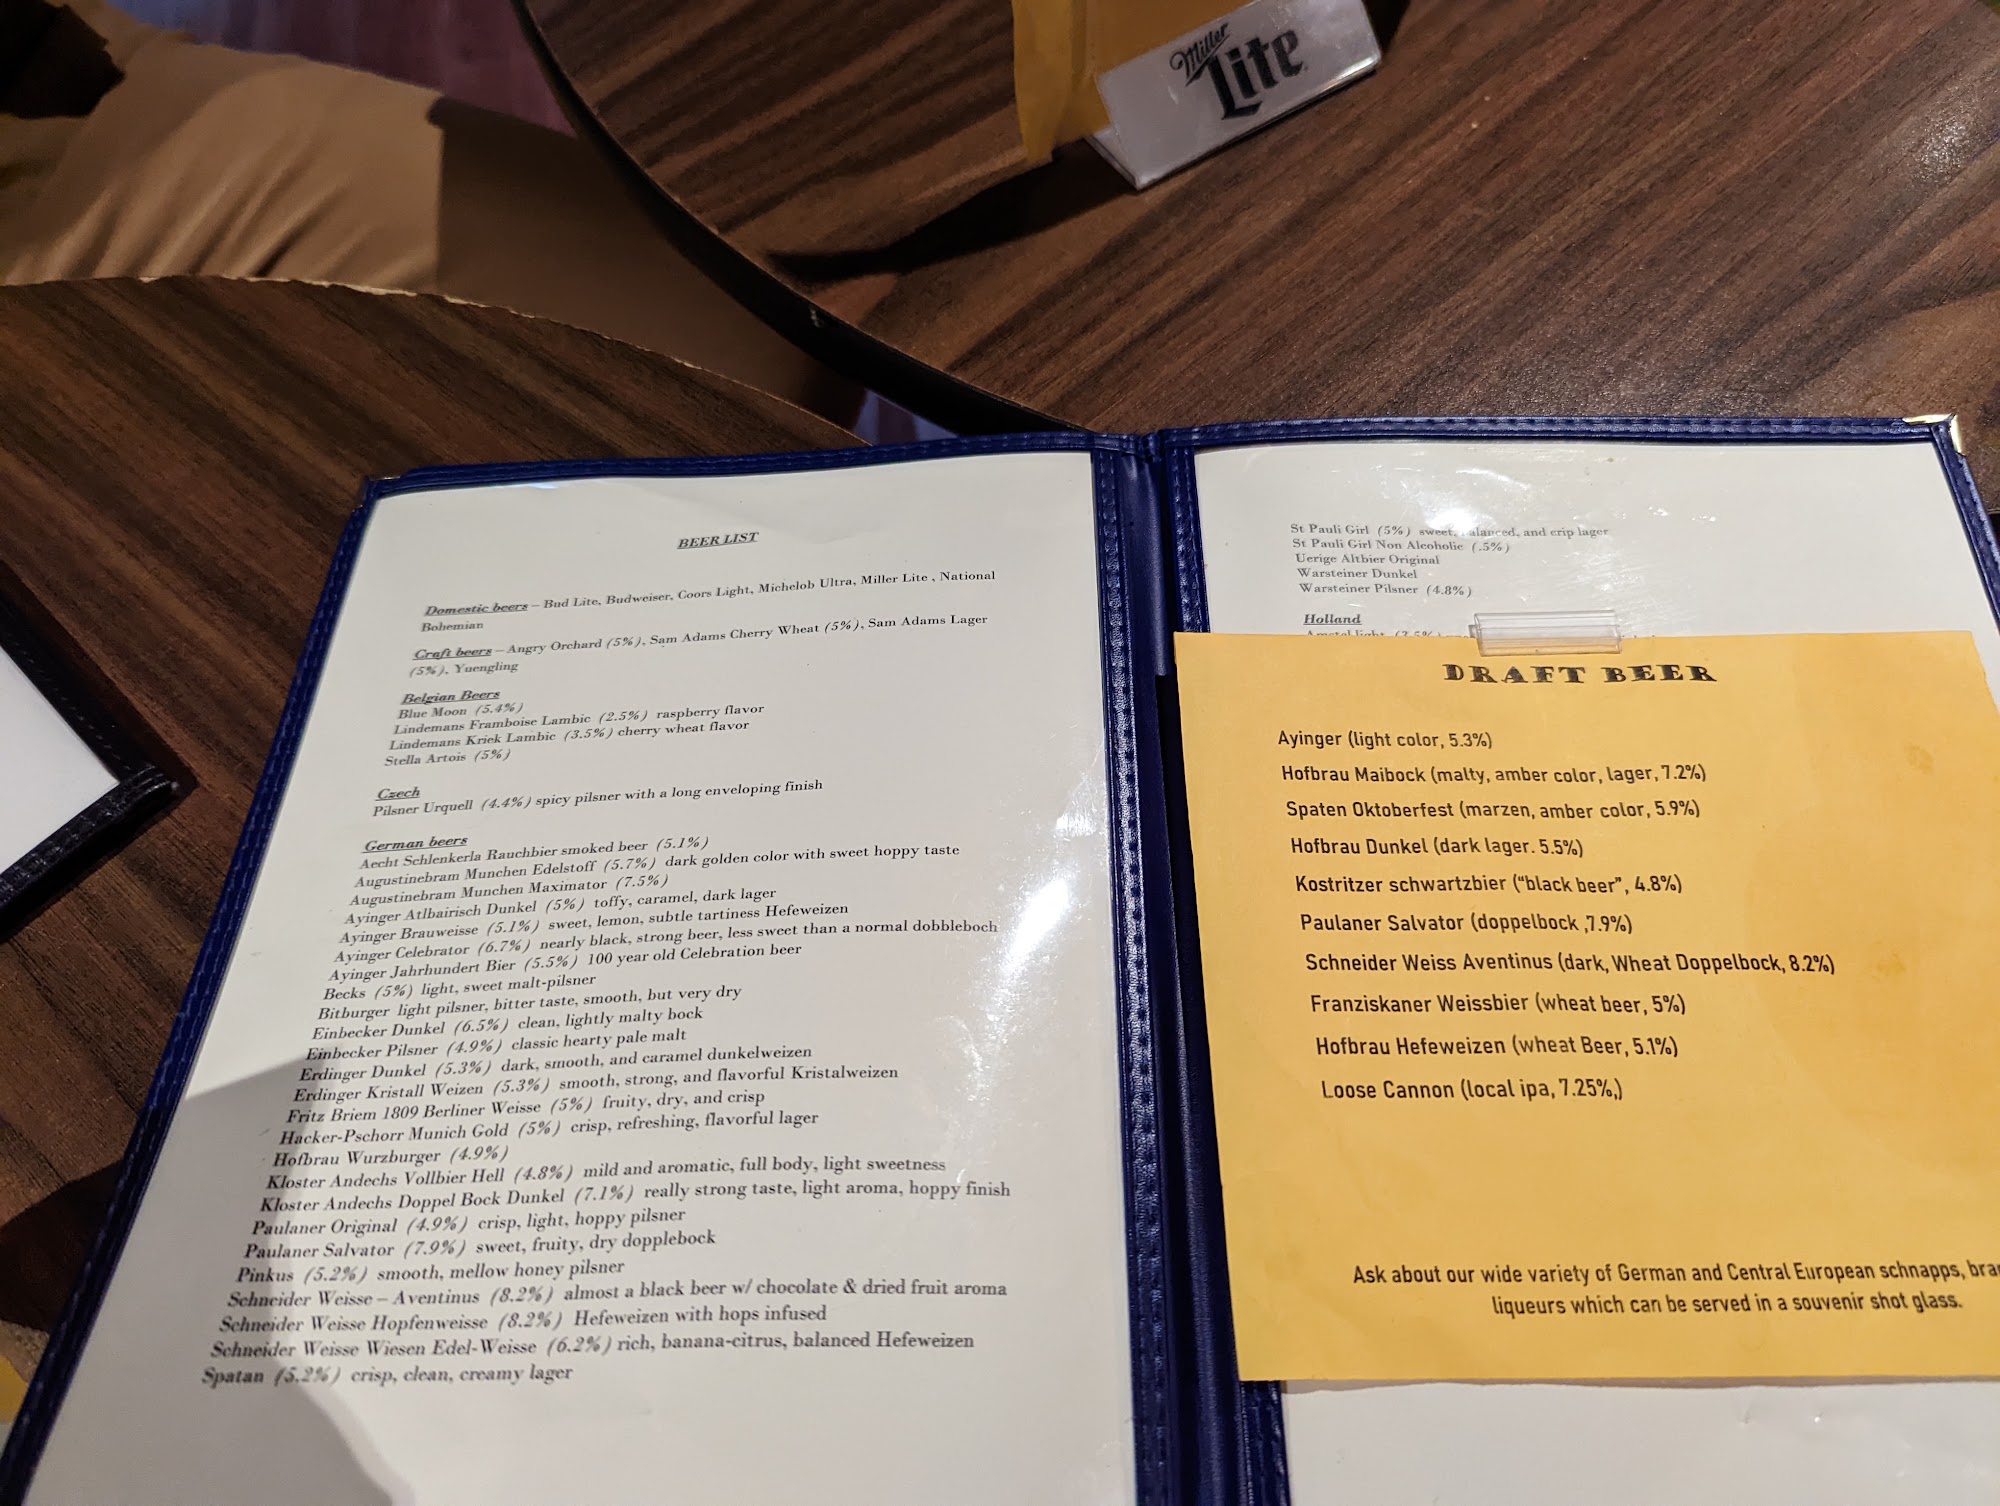 Miller
Lite
BEER LIST
Domestic beers – Bud Lite, Budweiser, Coors Light, Michelob Ultra, Miller Lite , National
Bohemian
Craft beers – Angry Orchard (5%), Sam Adams Cherry Wheat (5%), Sam Adams Lager
(5%), Yuengling
Belgian Beers
Blue Moon (5.4%)
Lindemans Framboise Lambic (2.5%) raspberry flavor
Lindemans Kriek Lambic (3.5%) cherry wheat flavor
Stella Artois (5%)
Czech
Pilsner Urquell (4.4%) spicy pilsner with a long enveloping finish
German beers
Aecht Schlenkerla Rauchbier smoked beer (5.1%)
Augustinebram Munchen Edelstoff (5.7%) dark golden color with sweet hoppy taste
Augustinebram Munchen Maximator (7.5%)
Ayinger Atlbairisch Dunkel (5%) toffy, caramel, dark lager
Ayinger Brauweisse (5.1%) sweet, lemon, subtle tartiness Hefeweizen
Ayinger Celebrator (6.7%) nearly black, strong beer, less sweet than a normal dobbleboch
Ayinger Jahrhundert Bier (5.5%) 100 year old Celebration beer
Becks (5%) light, sweet malt-pilsner
Bitburger light pilsner, bitter taste, smooth, but very dry
Einbecker Dunkel (6.5%) clean, lightly malty bock
Einbecker Pilsner (4.9%) classic hearty pale malt
Erdinger Dunkel (5.3%) dark, smooth, and caramel dunkelweizen
Erdinger Kristall Weizen (5.3%) smooth, strong, and flavorful Kristalweizen
Fritz Briem 1809 Berliner Weisse (5%) fruity, dry, and crisp
Hacker-Pschorr Munich Gold (5%) crisp, refreshing, flavorful lager
Hofbrau Wurzburger (4.9%)
Kloster Andechs Vollbier Hell (4.8%) mild and aromatic, full body, light sweetness
Kloster Andechs Doppel Bock Dunkel (7.1%) really strong taste, light aroma, hoppy finish
Paulaner Original (4.9%) crisp, light, hoppy pilsner
Paulaner Salvator (7.9%) sweet, fruity, dry dopplebock
Pinkus (5.2%) smooth, mellow honey pilsner
Schneider Weisse – Aventinus (8.2%) almost a black beer w/ chocolate & dried fruit aroma
Schneider Weisse Hopfenweisse (8.2%) Hefeweizen with hops infused
Schneider Weisse Wiesen Edel-Weisse (6.2%) rich, banana-citrus, balanced Hefeweizen
Spatan (5.2%) crisp, clean, creamy lager
St Pauli Girl (5%) sweet, balanced, and crip lager
St Pauli Girl Non Alcoholic (.5%)
Uerige Altbier Original
Warsteiner Dunkel
Warsteiner Pilsner (4.8%)
Holland
Amstel light (3.5%)
DRAFT BEER
Ayinger (light color, 5.3%)
Hofbrau Maibock (malty, amber color, lager, 7.2%)
Spaten Oktoberfest (marzen, amber color, 5.9%)
Hofbrau Dunkel (dark lager. 5.5%)
Kostritzer schwartzbier ("black beer", 4.8%)
Paulaner Salvator (doppelbock ,7.9%)
Schneider Weiss Aventinus (dark, Wheat Doppelbock, 8.2%)
Franziskaner Weissbier (wheat beer, 5%)
Hofbrau Hefeweizen (wheat Beer, 5.1%)
Loose Cannon (local ipa, 7.25%,)
Ask about our wide variety of German and Central European schnapps, bra
liqueurs which can be served in a souvenir shot glass.